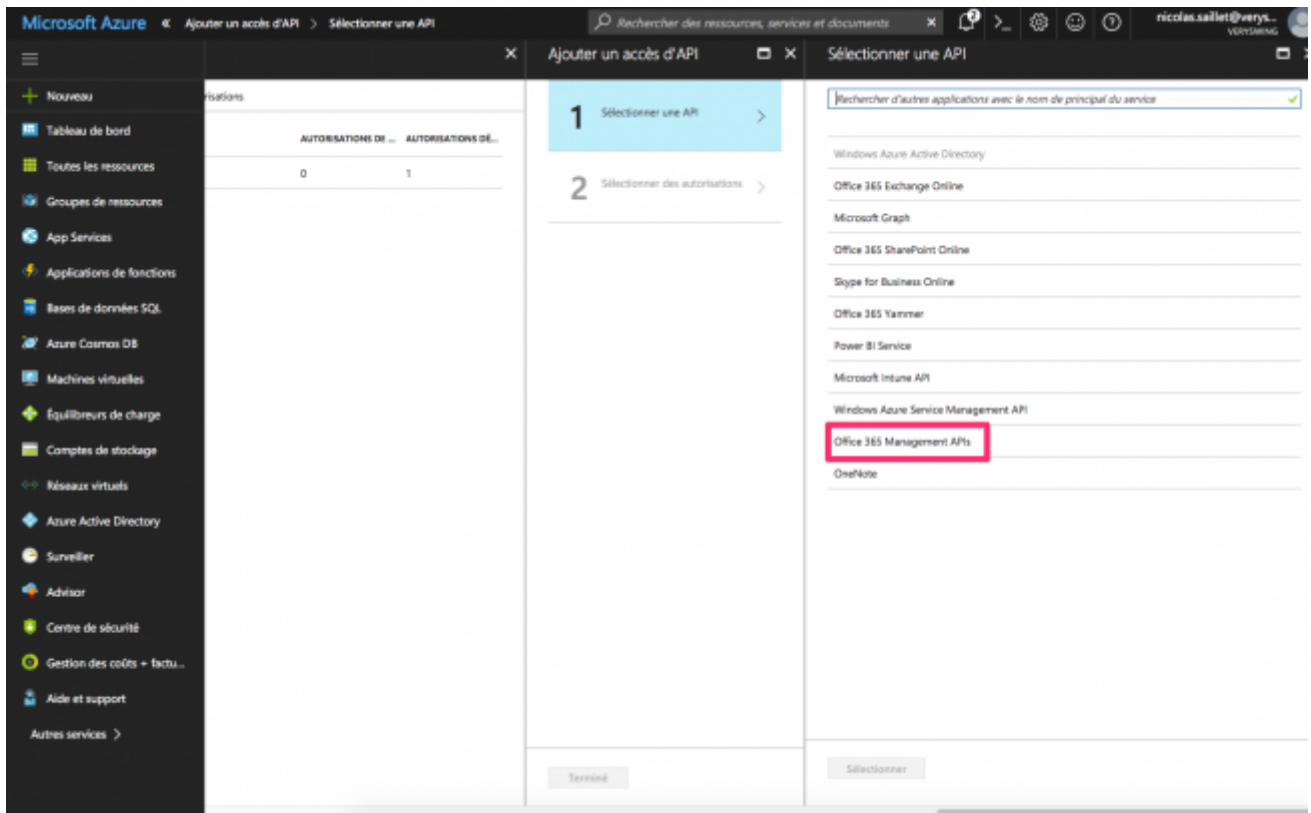 Microsoft Azure « Ajouter un accès d'API > Sélectionner une API
Rechercher des ressources, services et documents
2
nicolas.saillet@verys...
VERYSWING
Ajouter un accès d'API
Sélectionner une API
Nouveau
Tableau de bord
Toutes les ressources
Groupes de ressources
App Services
Applications de fonctions
Bases de données SQL
Azure Cosmos DB
Machines virtuelles
Équilibreurs de charge
Comptes de stockage
Réseaux virtuels
Azure Active Directory
Surveiller
Advisor
Centre de sécurité
Gestion des coûts + factu...
Aide et support
Autres services >
risations
AUTORISATIONS DE ... AUTORISATIONS DÉ...
0 1
1 Sélectionner une API
2 Sélectionner des autorisations
Terminé
Rechercher d'autres applications avec le nom de principal du service
Windows Azure Active Directory
Office 365 Exchange Online
Microsoft Graph
Office 365 SharePoint Online
Skype for Business Online
Office 365 Yammer
Power BI Service
Microsoft Intune API
Windows Azure Service Management API
Office 365 Management APIs
OneNote
Sélectionner